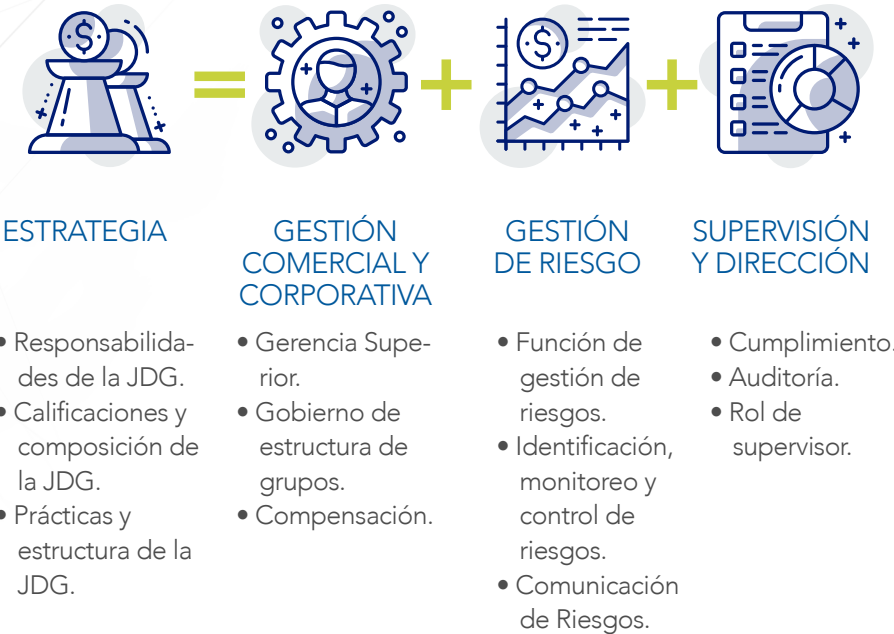 ESTRATEGIA
• Responsabilida-
des de la JDG.
• Calificaciones y
composición de
la JDG.
• Prácticas y
estructura de la
JDG.
GESTIÓN
COMERCIAL Y
CORPORATIVA
• Gerencia Supe-
rior.
• Gobierno de
estructura de
grupos.
• Compensación.
GESTIÓN
DE RIESGO
• Función de
gestión de
riesgos.
• Identificación,
monitoreo y
control de
riesgos.
• Comunicación
de Riesgos.
SUPERVISIÓN
Y DIRECCIÓN
• Cumplimiento.
• Auditoría.
• Rol de
supervisor.